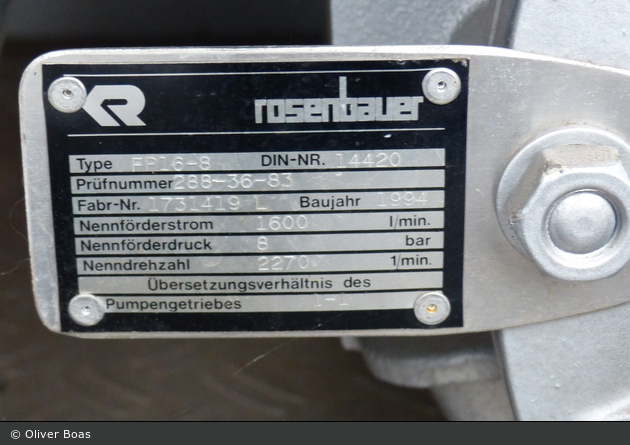 R rosenbauer
Type FP16-8 DIN-NR. 14420
Prüfnummer 288-36-83
Fabr-Nr. 1731419 L Baujahr 1994
Nennförderstrom 1600 l/min.
Nennförderdruck 8 bar
Nenndrehzahl 2270 1/min.
Übersetzungsverhältnis des
Pumpengetriebes 1-1
© Oliver Boas